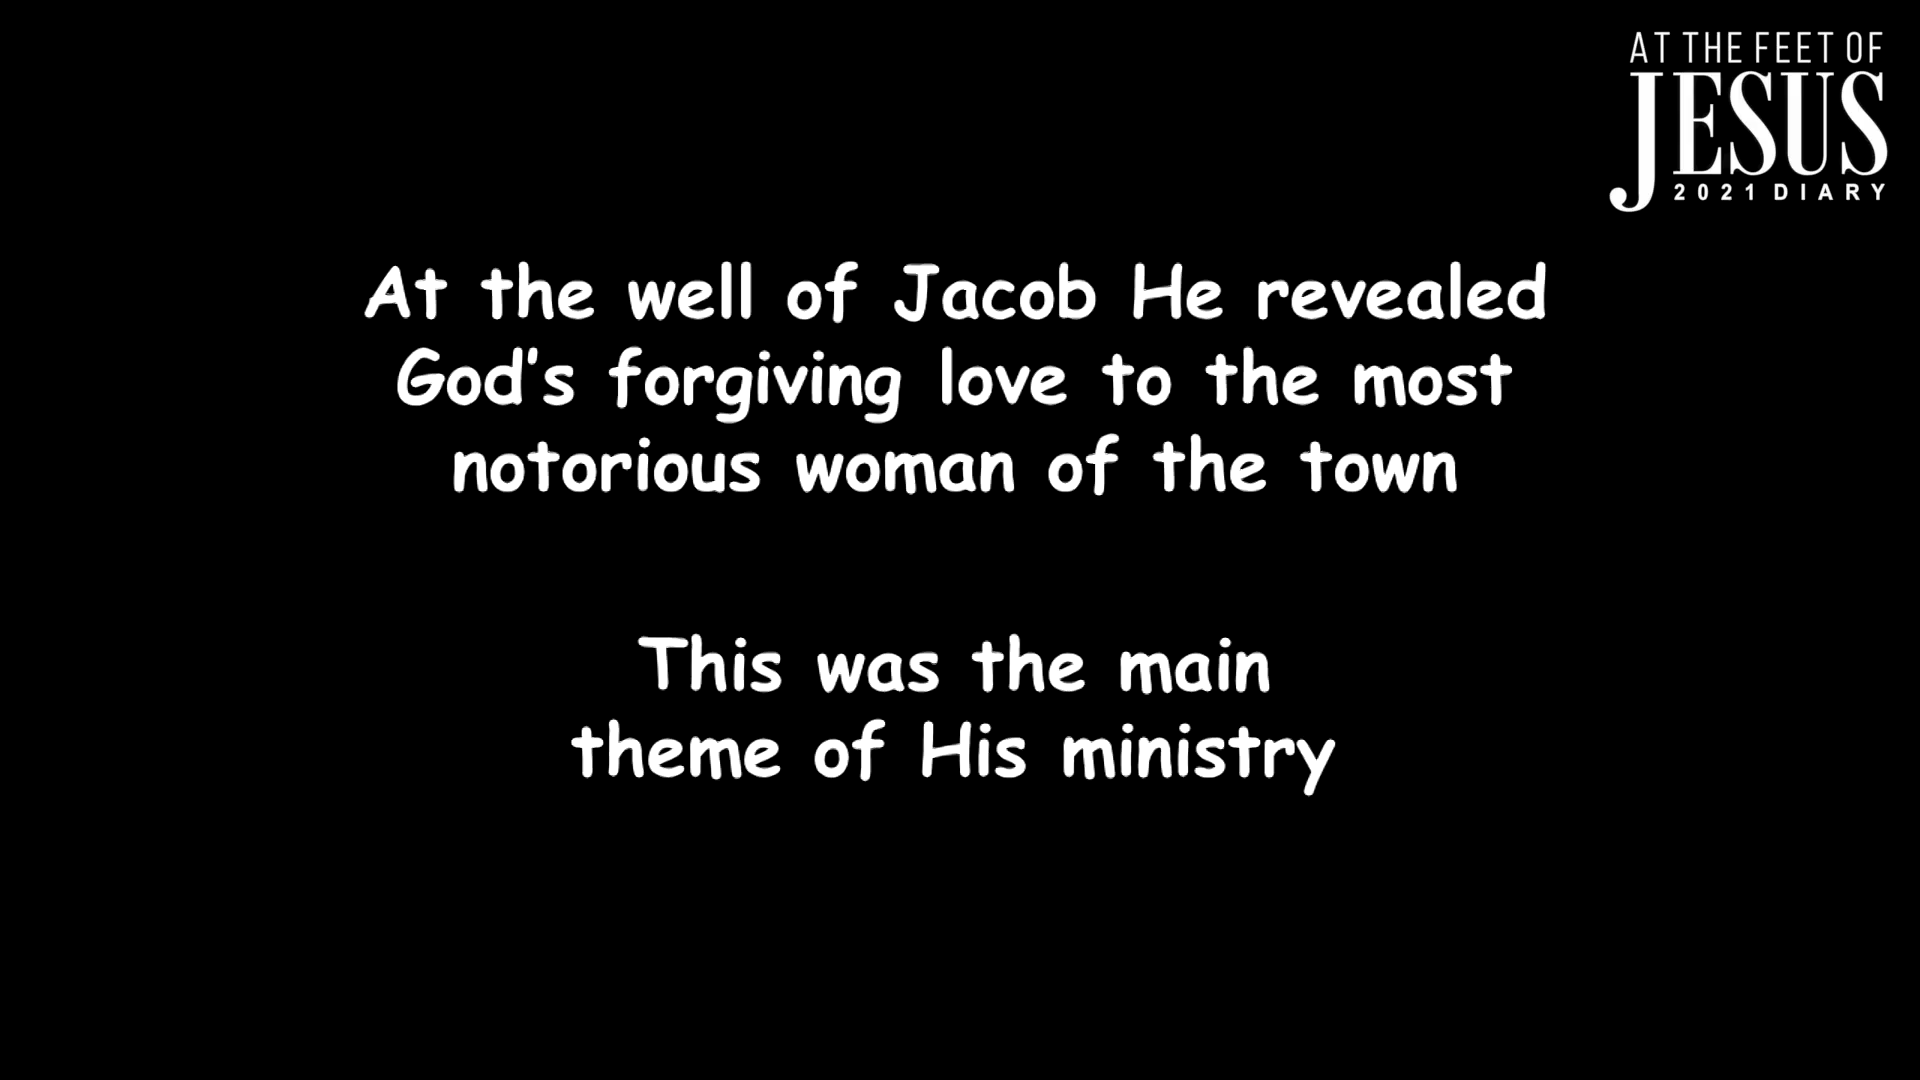 AT THE FEET OF
JESUS
2021 DIARY
At the well of Jacob He revealed
God's forgiving love to the most
notorious woman of the town
This was the main
theme of His ministry